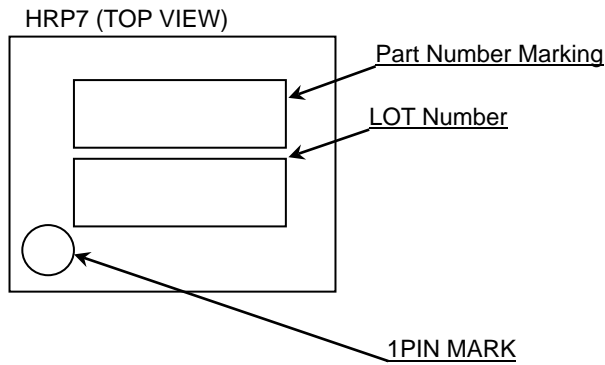 HRP7 (TOP VIEW)
Part Number Marking
LOT Number
1PIN MARK